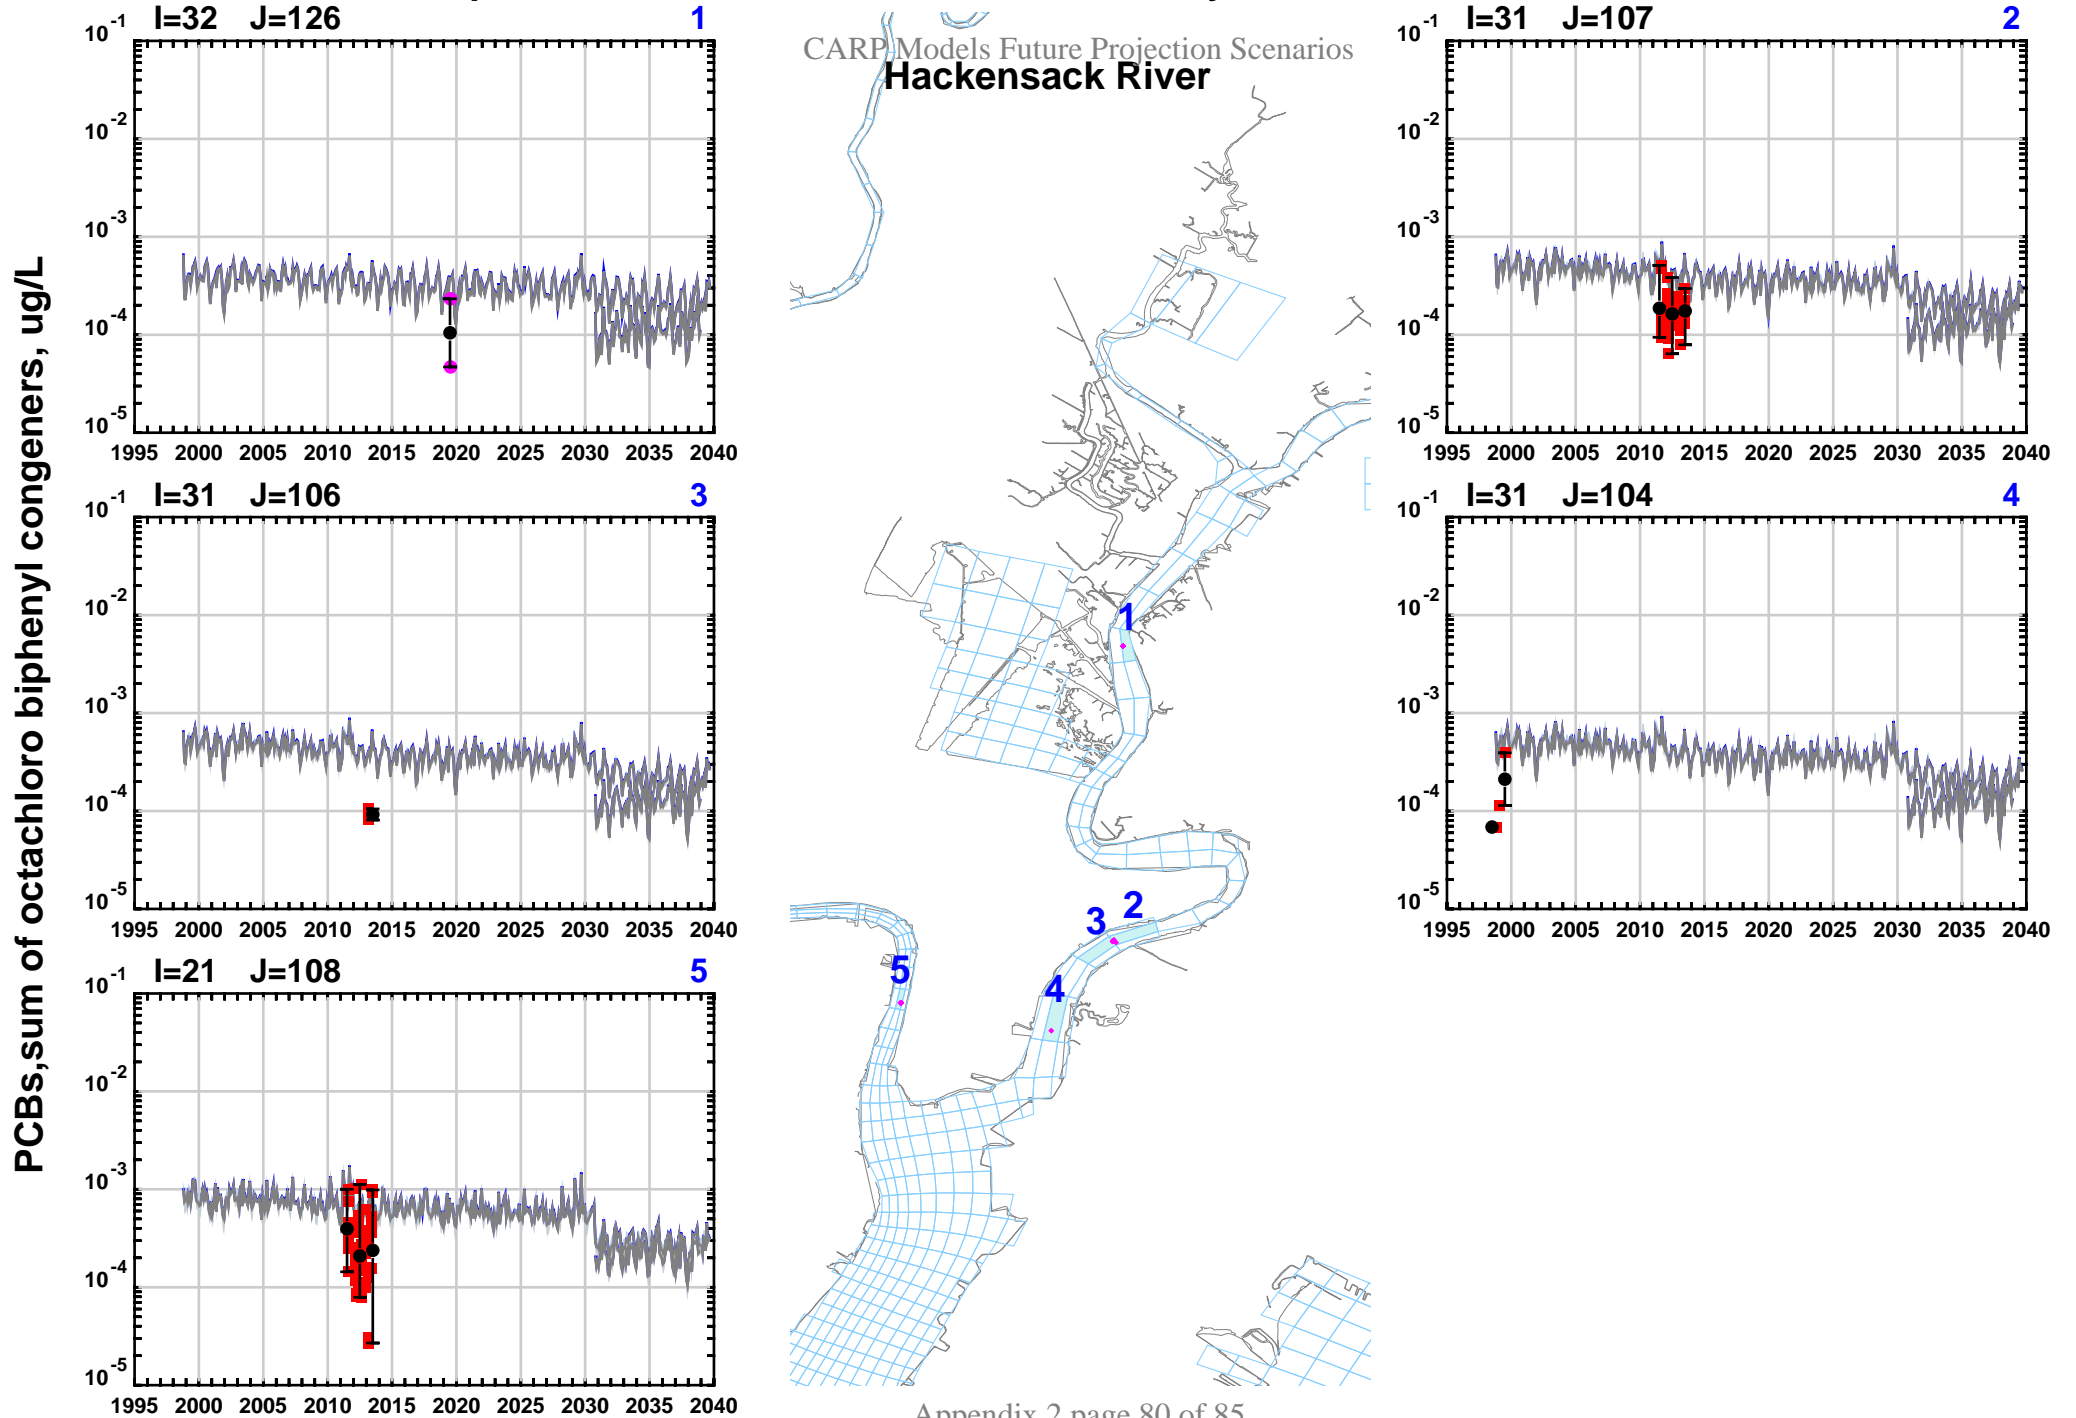 CARP Models Future Projection Scenarios
Hackensack River
PCBs,sum of octachloro biphenyl congeners, ug/L
I=32 J=126 1
10-1
10-2
10-3
10-4
10-5
1995 2000 2005 2010 2015 2020 2025 2030 2035 2040
I=31 J=107 2
10-1
10-2
10-3
10-4
10-5
1995 2000 2005 2010 2015 2020 2025 2030 2035 2040
I=31 J=106 3
10-1
10-2
10-3
10-4
10-5
1995 2000 2005 2010 2015 2020 2025 2030 2035 2040
I=31 J=104 4
10-1
10-2
10-3
10-4
10-5
1995 2000 2005 2010 2015 2020 2025 2030 2035 2040
I=21 J=108 5
10-1
10-2
10-3
10-4
10-5
1995 2000 2005 2010 2015 2020 2025 2030 2035 2040
1
2
3
4
5
Appendix 2 page 80 of 85